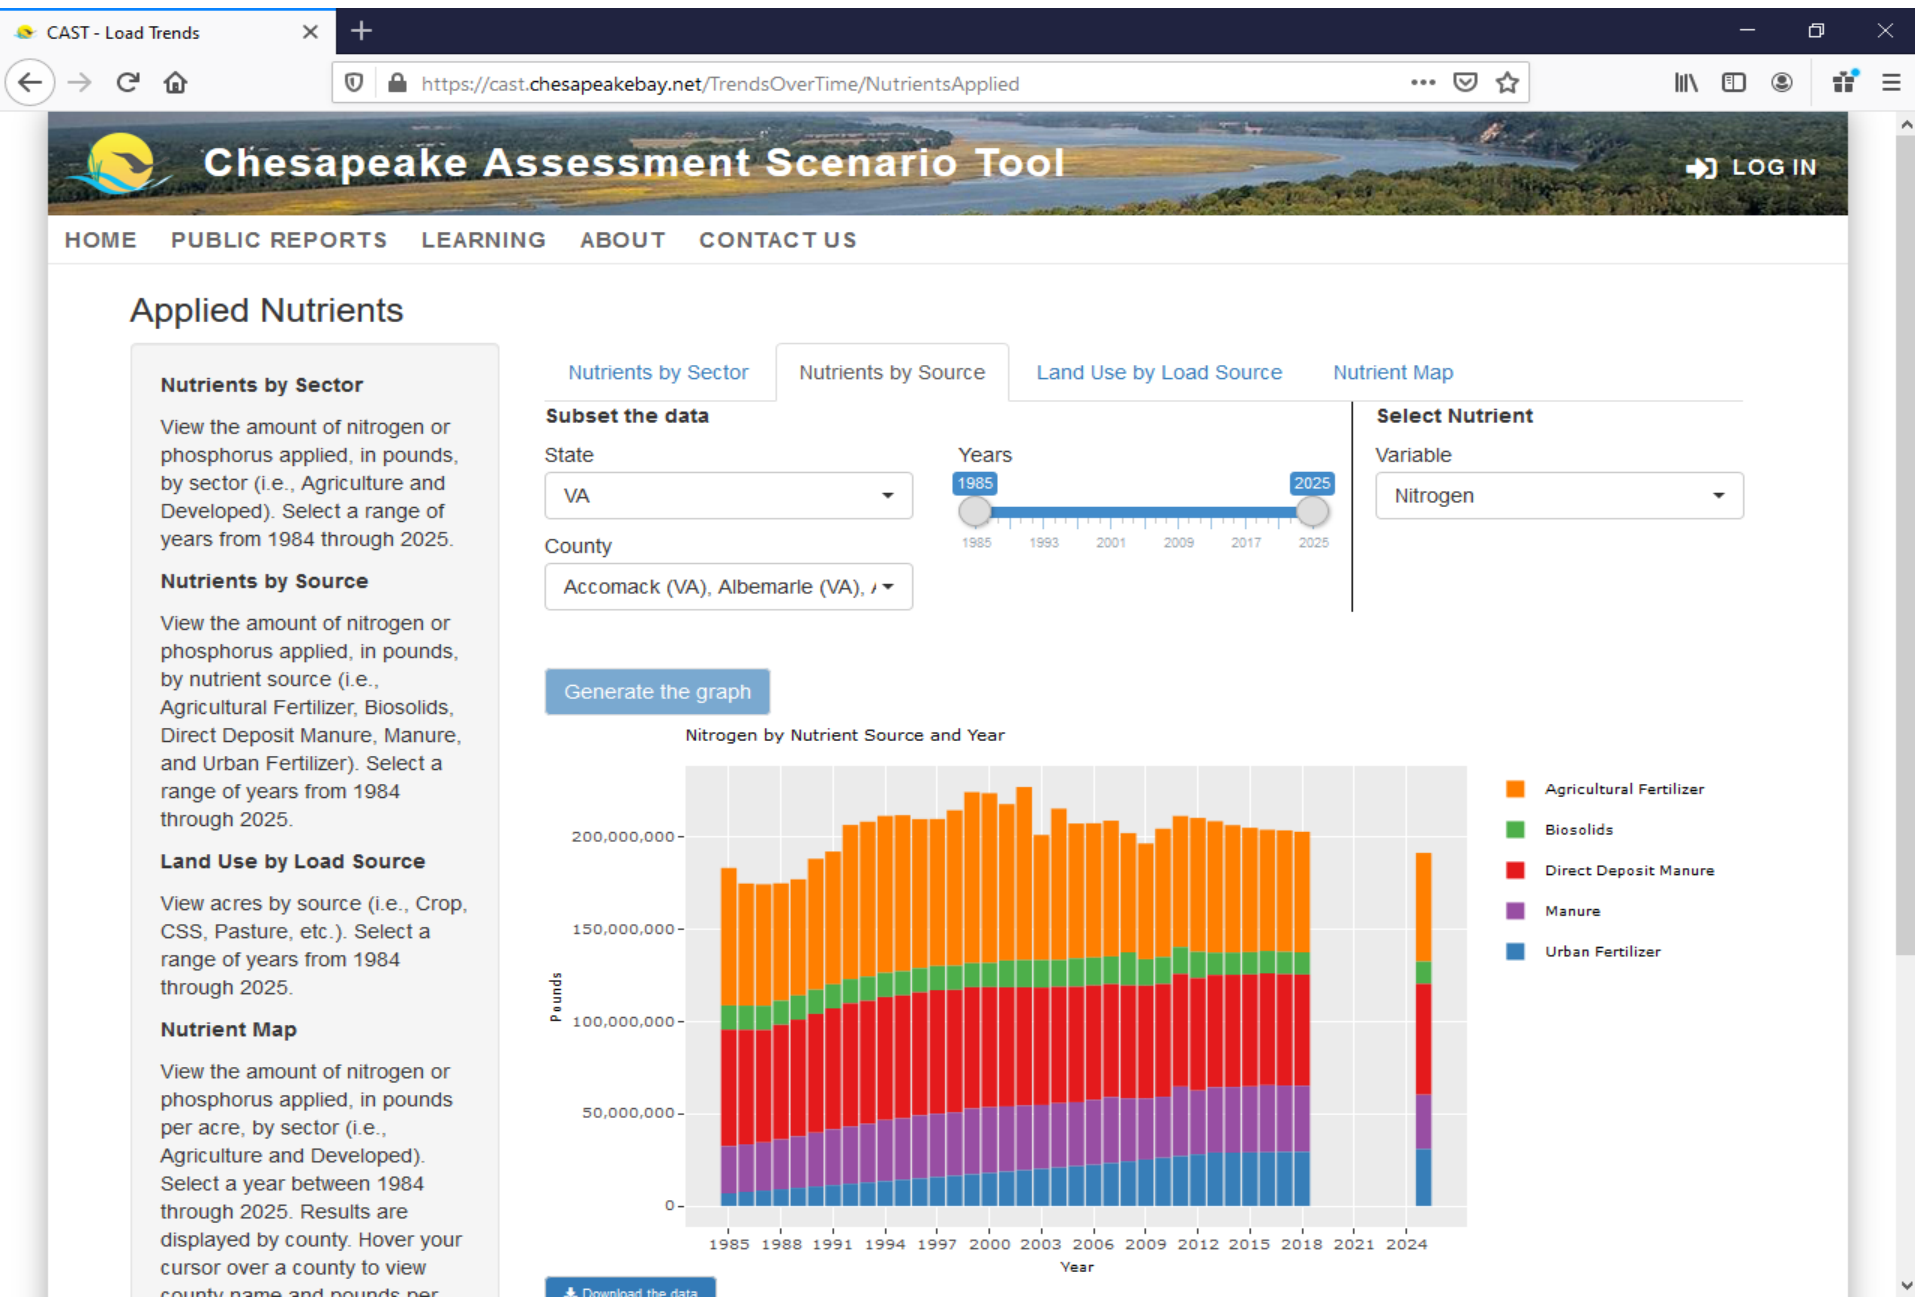 CAST - Load Trends
https://cast.chesapeakebay.net/TrendsOverTime/NutrientsApplied
Chesapeake Assessment Scenario Tool
LOG IN
HOME PUBLIC REPORTS LEARNING ABOUT CONTACT US
Applied Nutrients
Nutrients by Sector
View the amount of nitrogen or
phosphorus applied, in pounds,
by sector (i.e., Agriculture and
Developed). Select a range of
years from 1984 through 2025.
Nutrients by Source
View the amount of nitrogen or
phosphorus applied, in pounds,
by nutrient source (i.e.,
Agricultural Fertilizer, Biosolids,
Direct Deposit Manure, Manure,
and Urban Fertilizer). Select a
range of years from 1984
through 2025.
Land Use by Load Source
View acres by source (i.e., Crop,
CSS, Pasture, etc.). Select a
range of years from 1984
through 2025.
Nutrient Map
View the amount of nitrogen or
phosphorus applied, in pounds
per acre, by sector (i.e.,
Agriculture and Developed).
Select a year between 1984
through 2025. Results are
displayed by county. Hover your
cursor over a county to view
county name and pounds per
Nutrients by Sector Nutrients by Source Land Use by Load Source Nutrient Map
Subset the data
State
VA
County
Accomack (VA), Albemarle (VA),
Years
1985 2025
1985 1993 2001 2009 2017 2025
Select Nutrient
Variable
Nitrogen
Generate the graph
Nitrogen by Nutrient Source and Year
200,000,000
150,000,000
100,000,000
50,000,000
0
Pounds
1985 1988 1991 1994 1997 2000 2003 2006 2009 2012 2015 2018 2021 2024
Year
Agricultural Fertilizer
Biosolids
Direct Deposit Manure
Manure
Urban Fertilizer
Download the data